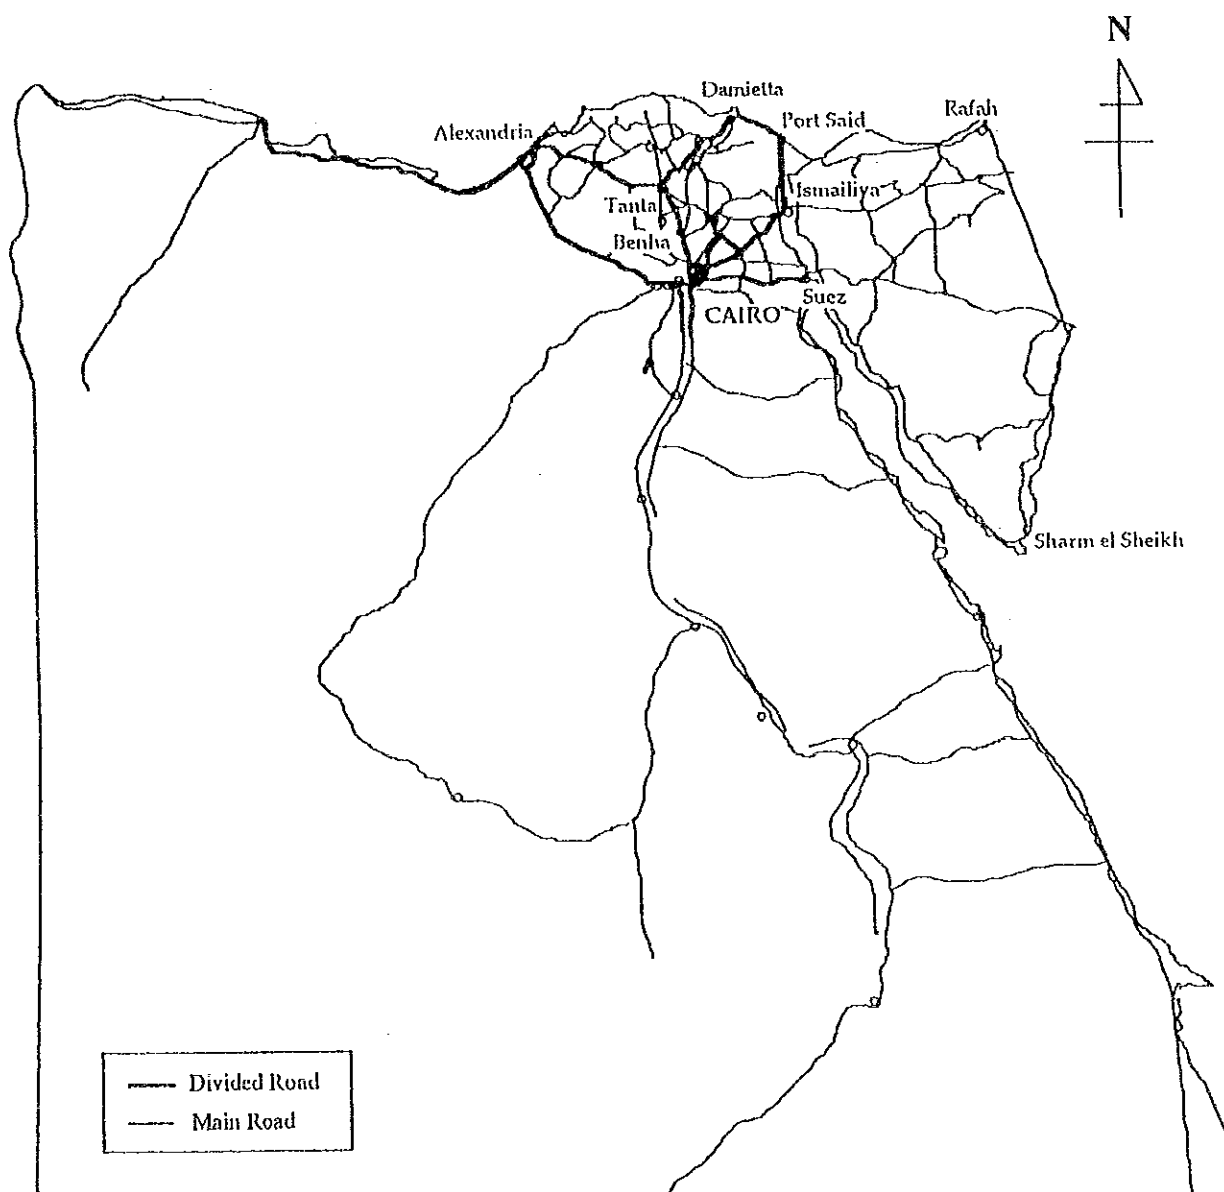 N
Damietta
Rafah
Alexandria
Port Said
Ismailiya
Tanta
Benha
Suez
CAIRO
Sharm el Sheikh
Divided Road
Main Road